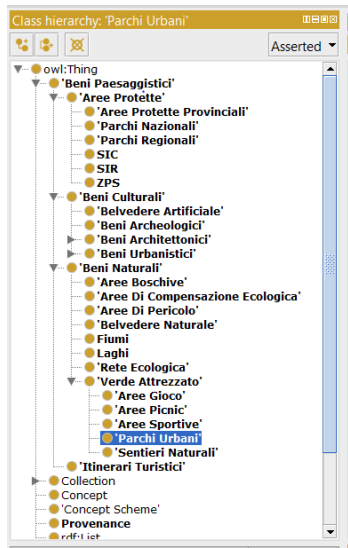 Class hierarchy: 'Parchi Urbani'
Asserted
owl:Thing
'Beni Paesaggistici'
'Aree Protette'
'Aree Protette Provinciali'
'Parchi Nazionali'
'Parchi Regionali'
SIC
SIR
ZPS
'Beni Culturali'
'Belvedere Artificiale'
'Beni Archeologici'
'Beni Architettonici'
'Beni Urbanistici'
'Beni Naturali'
'Aree Boschive'
'Aree Di Compensazione Ecologica'
'Aree Di Pericolo'
'Belvedere Naturale'
Fiumi
Laghi
'Rete Ecologica'
'Verde Attrezzato'
'Aree Gioco'
'Aree Picnic'
'Aree Sportive'
'Parchi Urbani'
'Sentieri Naturali'
'Itinerari Turistici'
Collection
Concept
'Concept Scheme'
Provenance
rdf:List